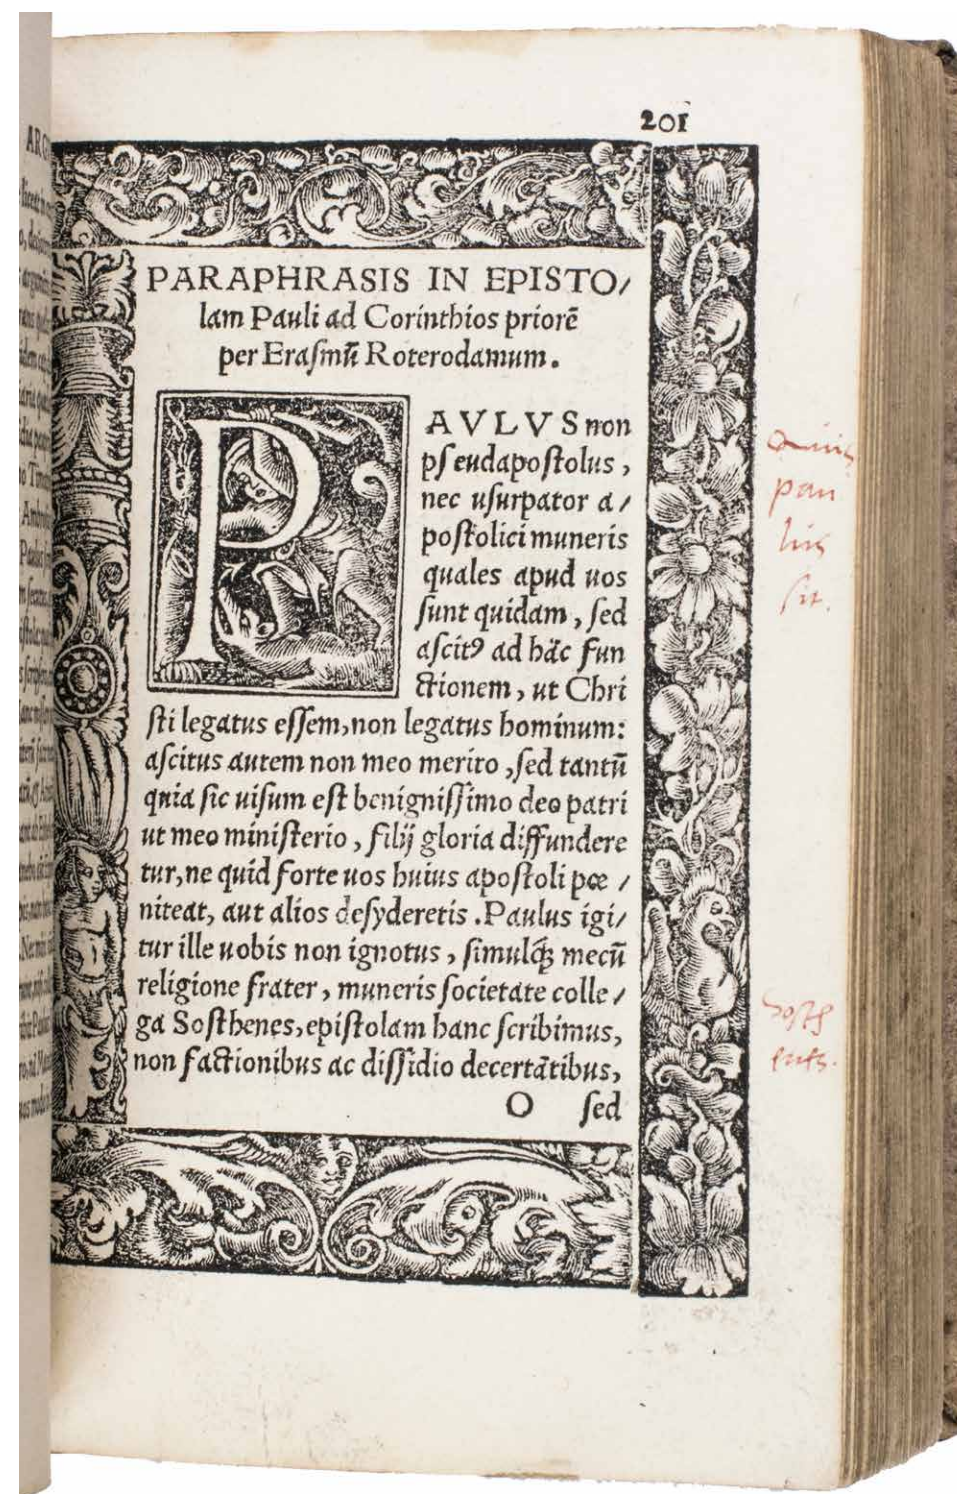 201
PARAPHRASIS IN EPISTO/
lam Pauli ad Corinthios priorē
per Erasmū Roterodamum.
PAVLVS non
pseudapostolus,
nec usurpator a/
postolici muneris
quales apud uos
sunt quidam, sed
ascitꝰ ad hāc fun
ctionem, ut Chri
sti legatus essem, non legatus hominum:
ascitus autem non meo merito, sed tantū
quia sic uisum est benignissimo deo patri
ut meo ministerio, filij gloria diffundere
tur, ne quid forte uos huius apostoli pœ/
niteat, aut alios desyderetis. Paulus igi/
tur ille uobis non ignotus, simulq̃; mecū
religione frater, muneris societate colle/
ga Sosthenes, epistolam hanc scribimus,
non factionibus ac dissidio decertātibus,
O sed
Quis
pau
lus
sit.
Sosth
enes.